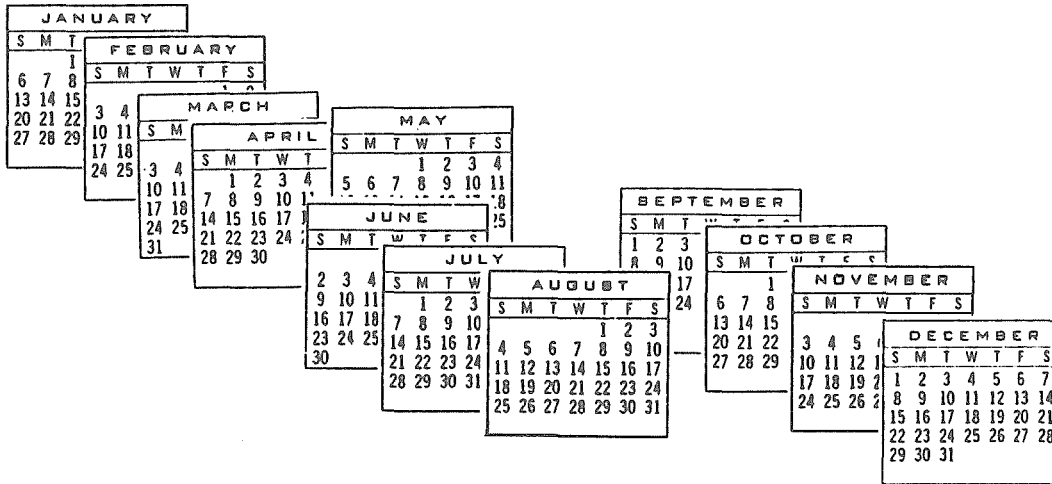 JANUARY
S M T
1
6 7 8
13 14 15
20 21 22
27 28 29
FEBRUARY
S M T W T F S
3 4
10 11
17 18
24 25
MARCH
S M
3 4
10 11
17 18
24 25
31
APRIL
S M T W T
1 2 3 4
7 8 9 10
14 15 16 17
21 22 23 24
28 29 30
MAY
S M T W T F S
1 2 3 4
5 6 7 8 9 10 11
18
25
JUNE
S M T W T F S
2 3 4
9 10 11
16 17 18
23 24 25
30
JULY
S M T W
1 2 3
7 8 9 10
14 15 16 17
21 22 23 24
28 29 30 31
AUGUST
S M T W T F S
1 2 3
4 5 6 7 8 9 10
11 12 13 14 15 16 17
18 19 20 21 22 23 24
25 26 27 28 29 30 31
SEPTEMBER
S M T W T F S
1 2 3
8 9 10
17
24
OCTOBER
S M T W T F S
1
6 7 8
13 14 15
20 21 22
27 28 29
NOVEMBER
S M T W T F S
3 4 5
10 11 12
17 18 19
24 25 26
DECEMBER
S M T W T F S
1 2 3 4 5 6 7
8 9 10 11 12 13 14
15 16 17 18 19 20 21
22 23 24 25 26 27 28
29 30 31